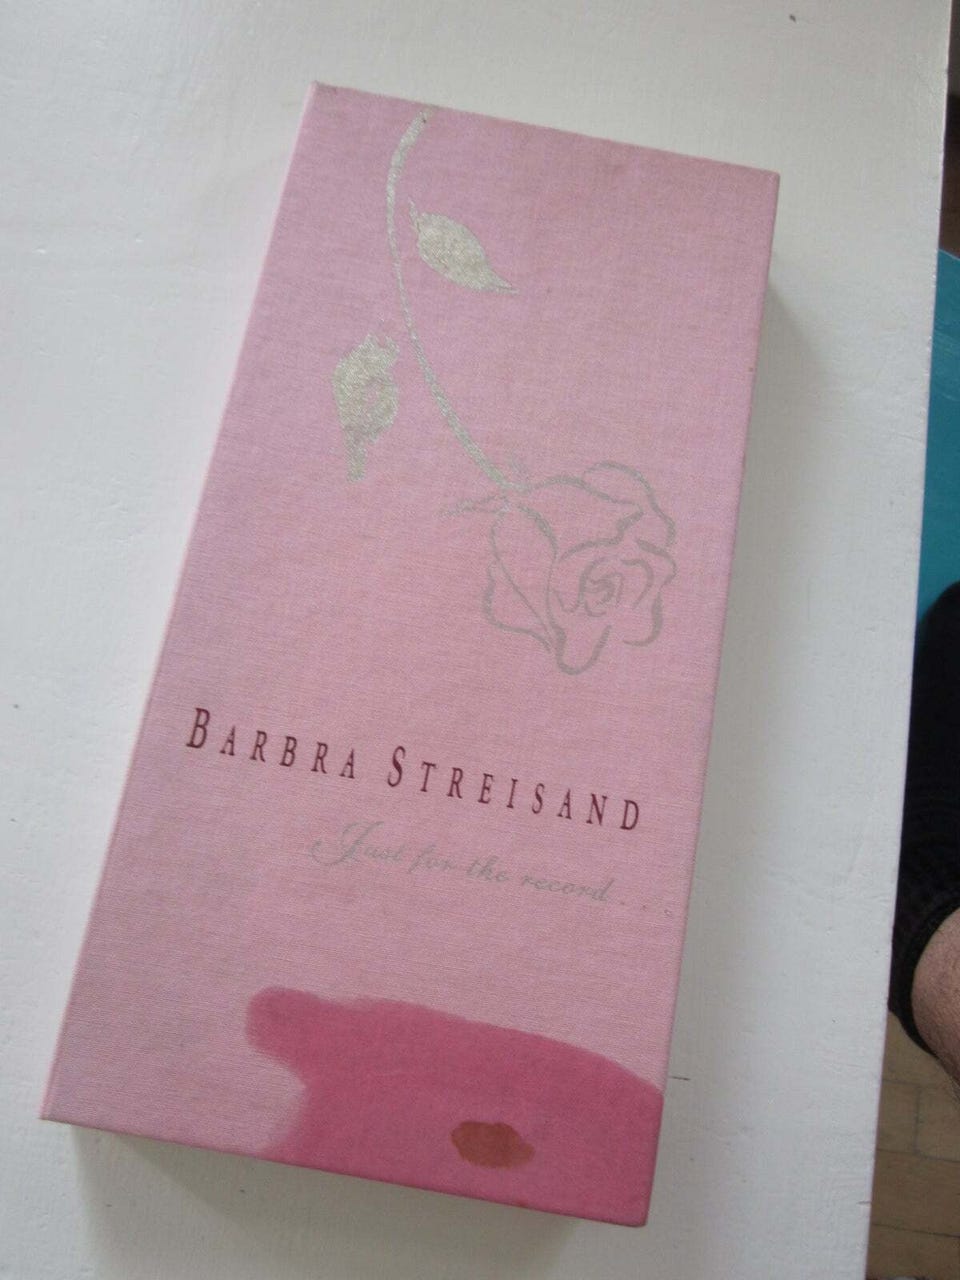 BARBRA STREISAND
Just for the record . . .